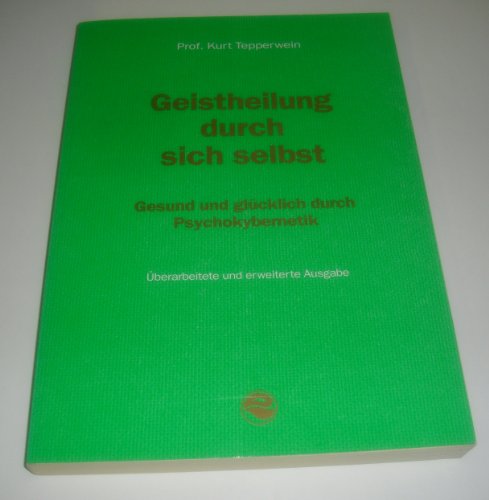 Prof. Kurt Tepperwein
Geistheilung
durch
sich selbst
Gesund und glücklich durch
Psychokybernetik
Überarbeitete und erweiterte Ausgabe